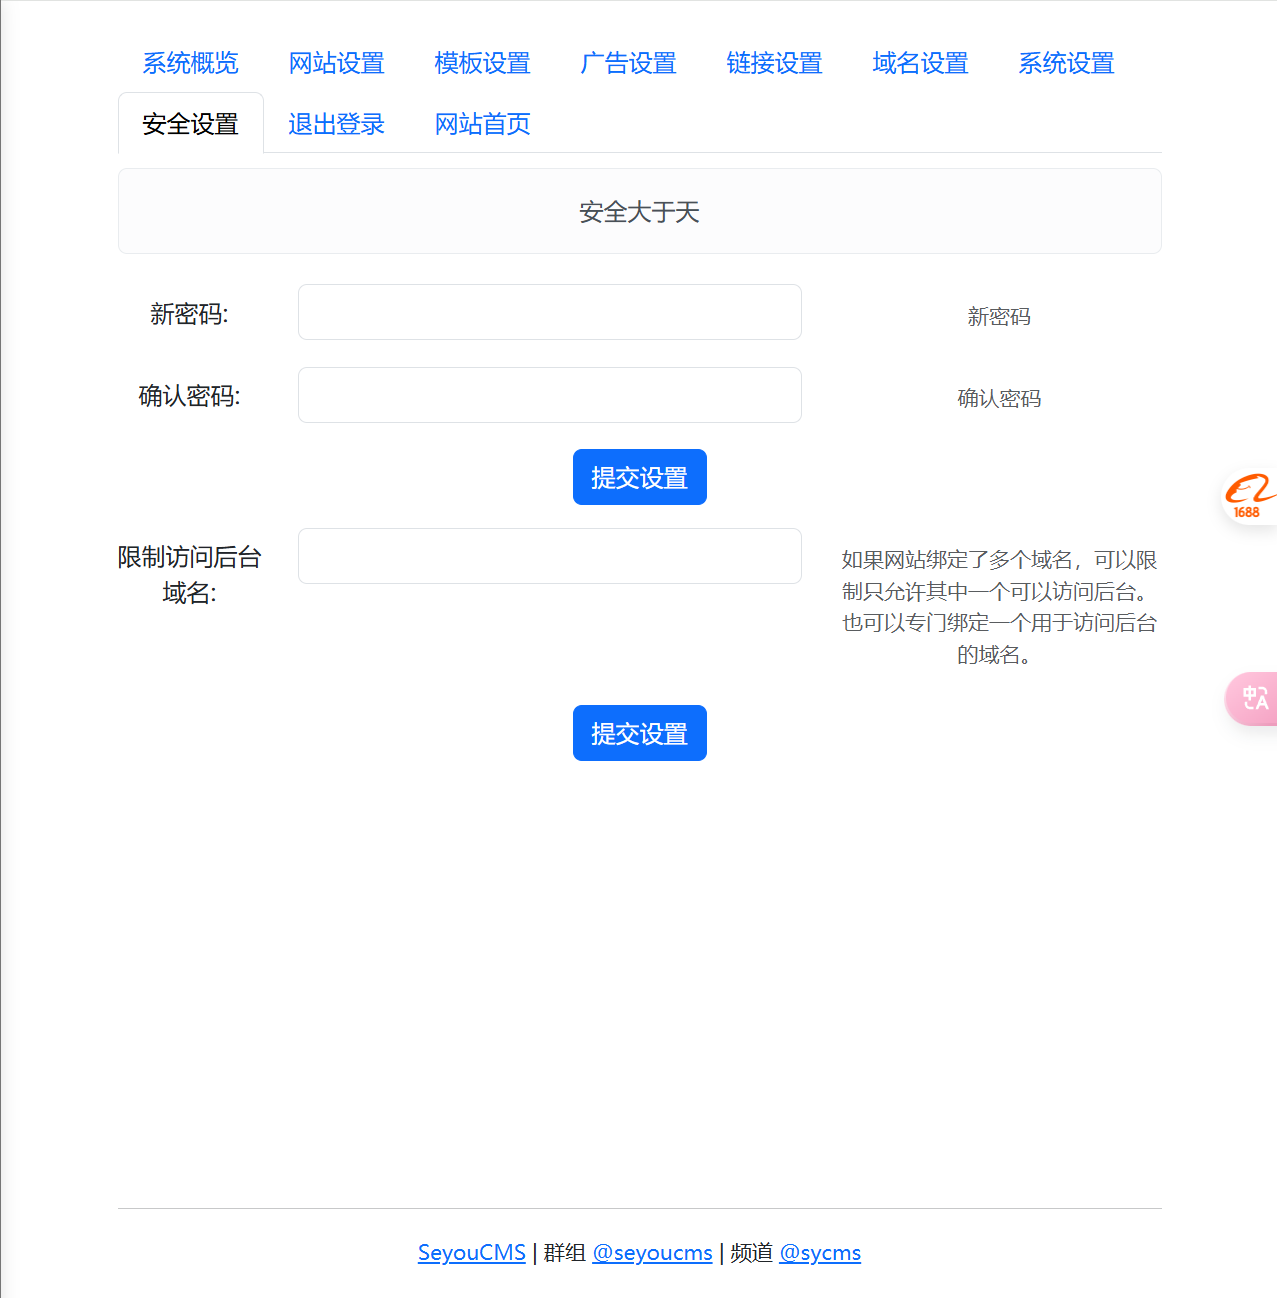 系统概览 网站设置 模板设置 广告设置 链接设置 域名设置 系统设置
安全设置 退出登录 网站首页
安全大于天
新密码: 新密码
确认密码: 确认密码
提交设置
限制访问后台
域名:
如果网站绑定了多个域名，可以限
制只允许其中一个可以访问后台。
也可以专门绑定一个用于访问后台
的域名。
提交设置
1688
中A
SeyouCMS | 群组 @seyoucms | 频道 @sycms